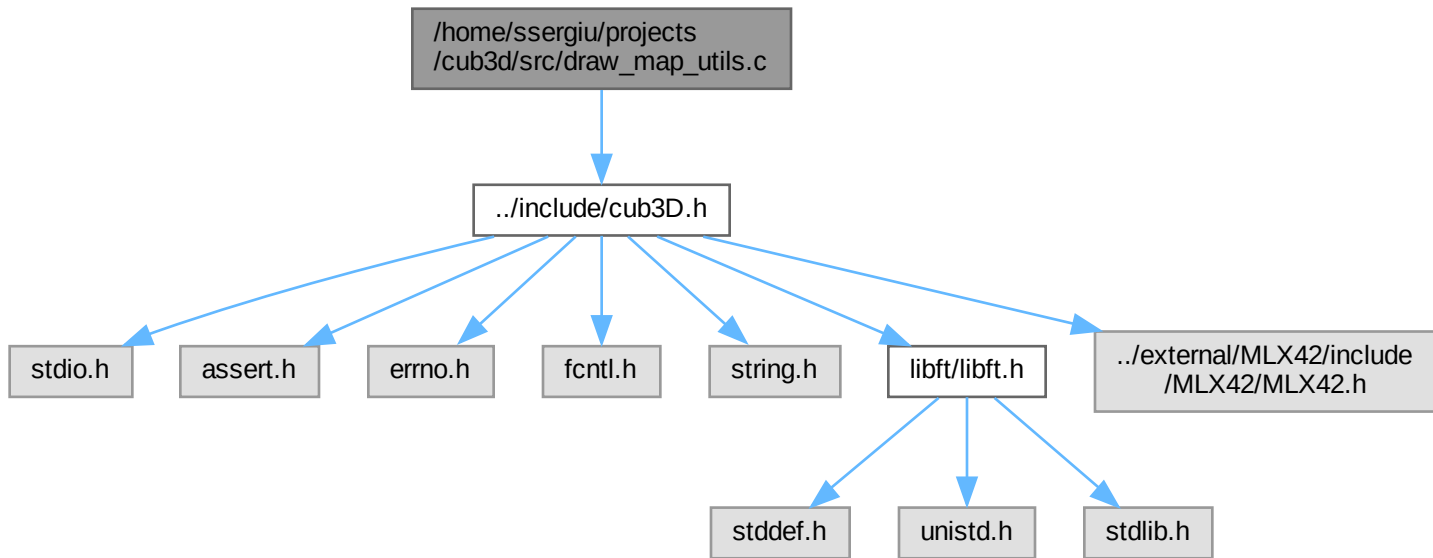 /home/ssergiu/projects
/cub3d/src/draw_map_utils.c
../include/cub3D.h
stdio.h
assert.h
errno.h
fcntl.h
string.h
libft/libft.h
../external/MLX42/include
/MLX42/MLX42.h
stddef.h
unistd.h
stdlib.h